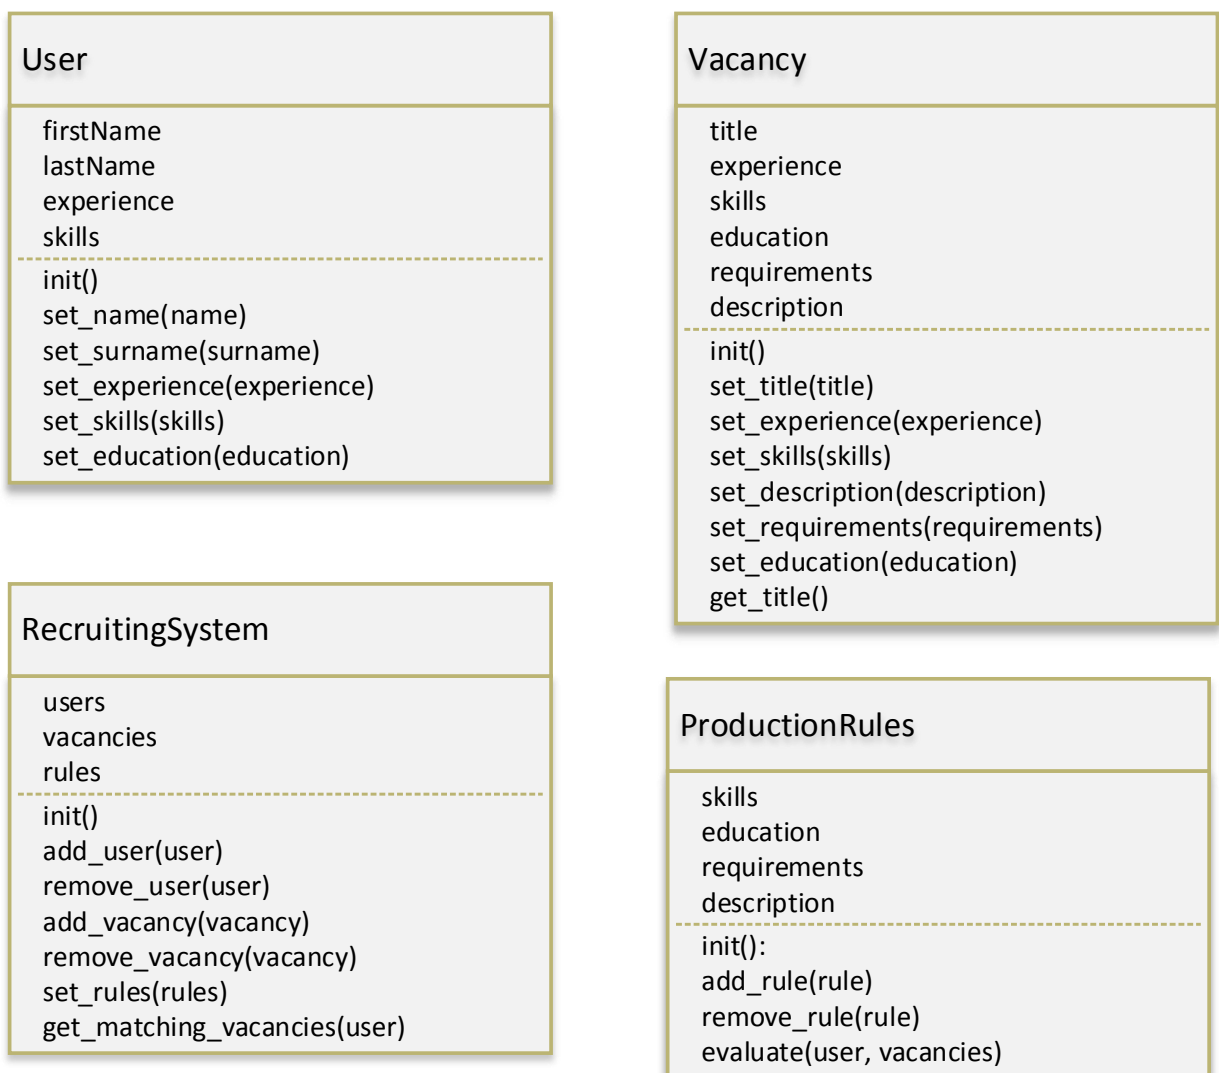 User
firstName
lastName
experience
skills
init()
set_name(name)
set_surname(surname)
set_experience(experience)
set_skills(skills)
set_education(education)
Vacancy
title
experience
skills
education
requirements
description
init()
set_title(title)
set_experience(experience)
set_skills(skills)
set_description(description)
set_requirements(requirements)
set_education(education)
get_title()
RecruitingSystem
users
vacancies
rules
init()
add_user(user)
remove_user(user)
add_vacancy(vacancy)
remove_vacancy(vacancy)
set_rules(rules)
get_matching_vacancies(user)
ProductionRules
skills
education
requirements
description
init():
add_rule(rule)
remove_rule(rule)
evaluate(user, vacancies)